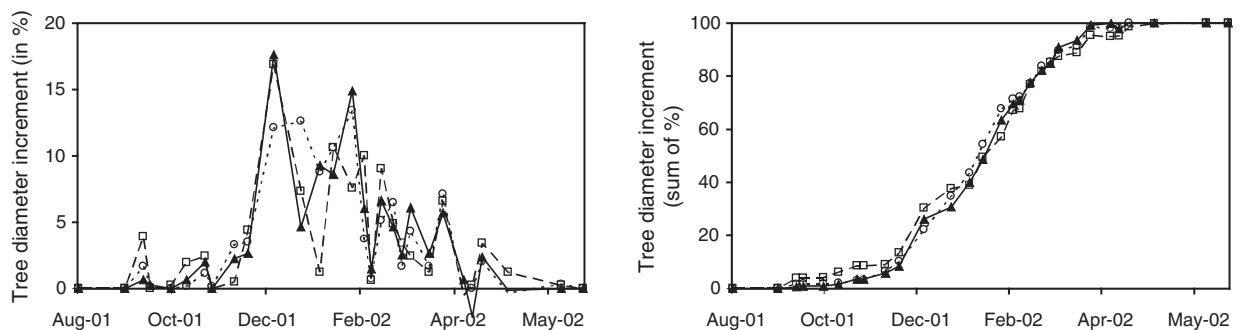 Tree diameter increment (in %)
20
15
10
5
0
Aug-01 Oct-01 Dec-01 Feb-02 Apr-02 May-02
Tree diameter increment
(sum of %)
100
80
60
40
20
0
Aug-01 Oct-01 Dec-01 Feb-02 Apr-02 May-02